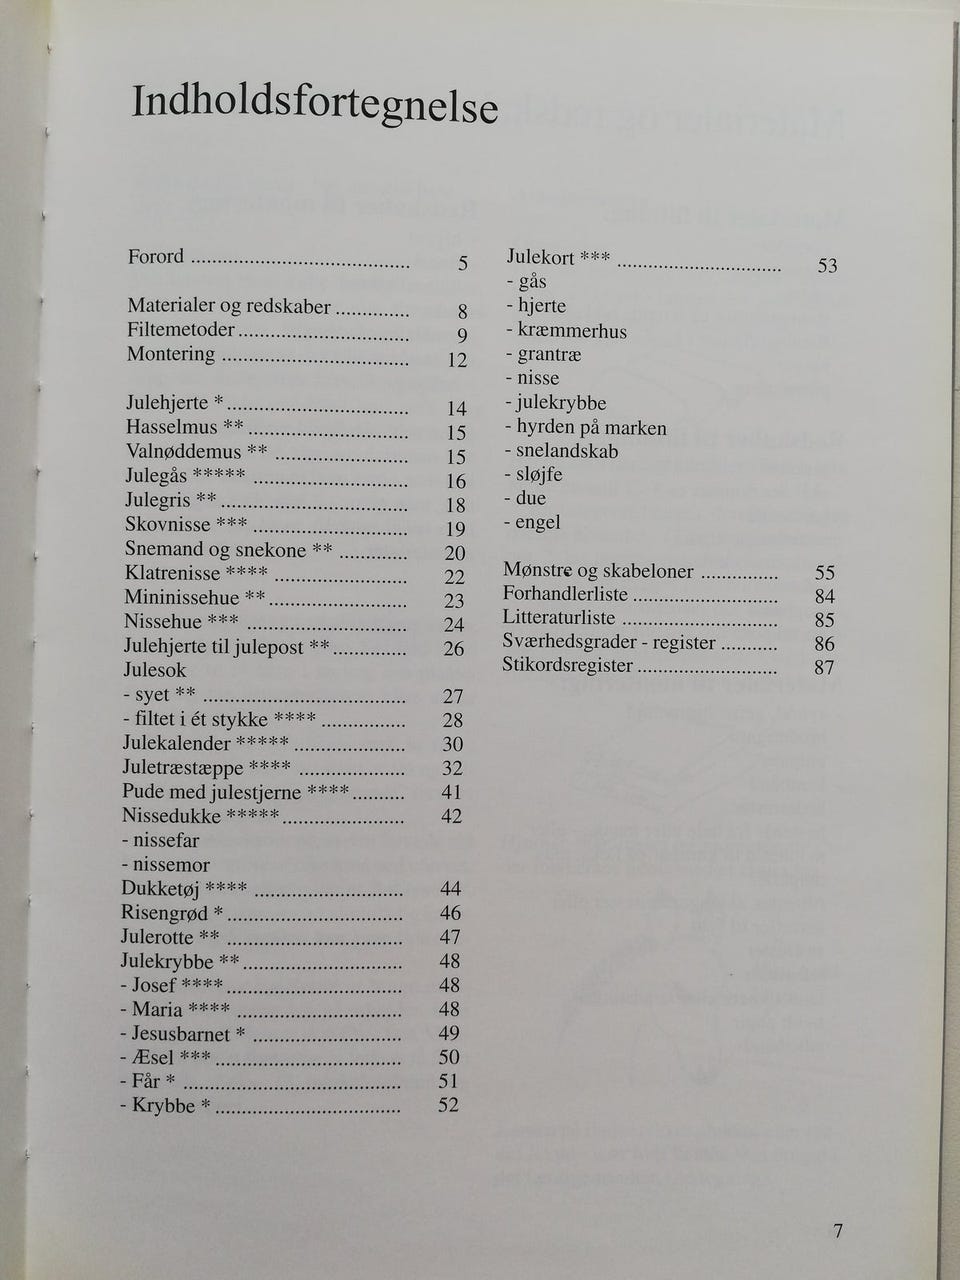 Indholdsfortegnelse
Forord ......................................... 5
Materialer og redskaber .............. 8
Filtemetoder ................................ 9
Montering ................................... 12
Julehjerte * .................................. 14
Hasselmus ** .............................. 15
Valnøddemus ** ......................... 15
Julegås ***** ............................. 16
Julegris ** ................................... 18
Skovnisse *** ............................. 19
Snemand og snekone ** ............. 20
Klatrenisse **** ......................... 22
Mininissehue ** .......................... 23
Nissehue *** .............................. 24
Julehjerte til julepost ** .............. 26
Julesok
- syet ** ...................................... 27
- filtet i ét stykke **** ................ 28
Julekalender ***** ..................... 30
Juletræstæppe **** .................... 32
Pude med julestjerne **** .......... 41
Nissedukke ***** ....................... 42
- nissefar
- nissemor
Dukketøj **** ............................ 44
Risengrød * ................................. 46
Julerotte ** ................................. 47
Julekrybbe ** .............................. 48
- Josef **** ................................. 48
- Maria **** ............................... 48
- Jesusbarnet * ............................ 49
- Æsel *** ................................... 50
- Får * ......................................... 51
- Krybbe * ................................... 52
Julekort *** ............................... 53
- gås
- hjerte
- kræmmerhus
- grantræ
- nisse
- julekrybbe
- hyrden på marken
- snelandskab
- sløjfe
- due
- engel
Mønstre og skabeloner .............. 55
Forhandlerliste ........................... 84
Litteraturliste ............................. 85
Sværhedsgrader - register ........... 86
Stikordsregister .......................... 87
7